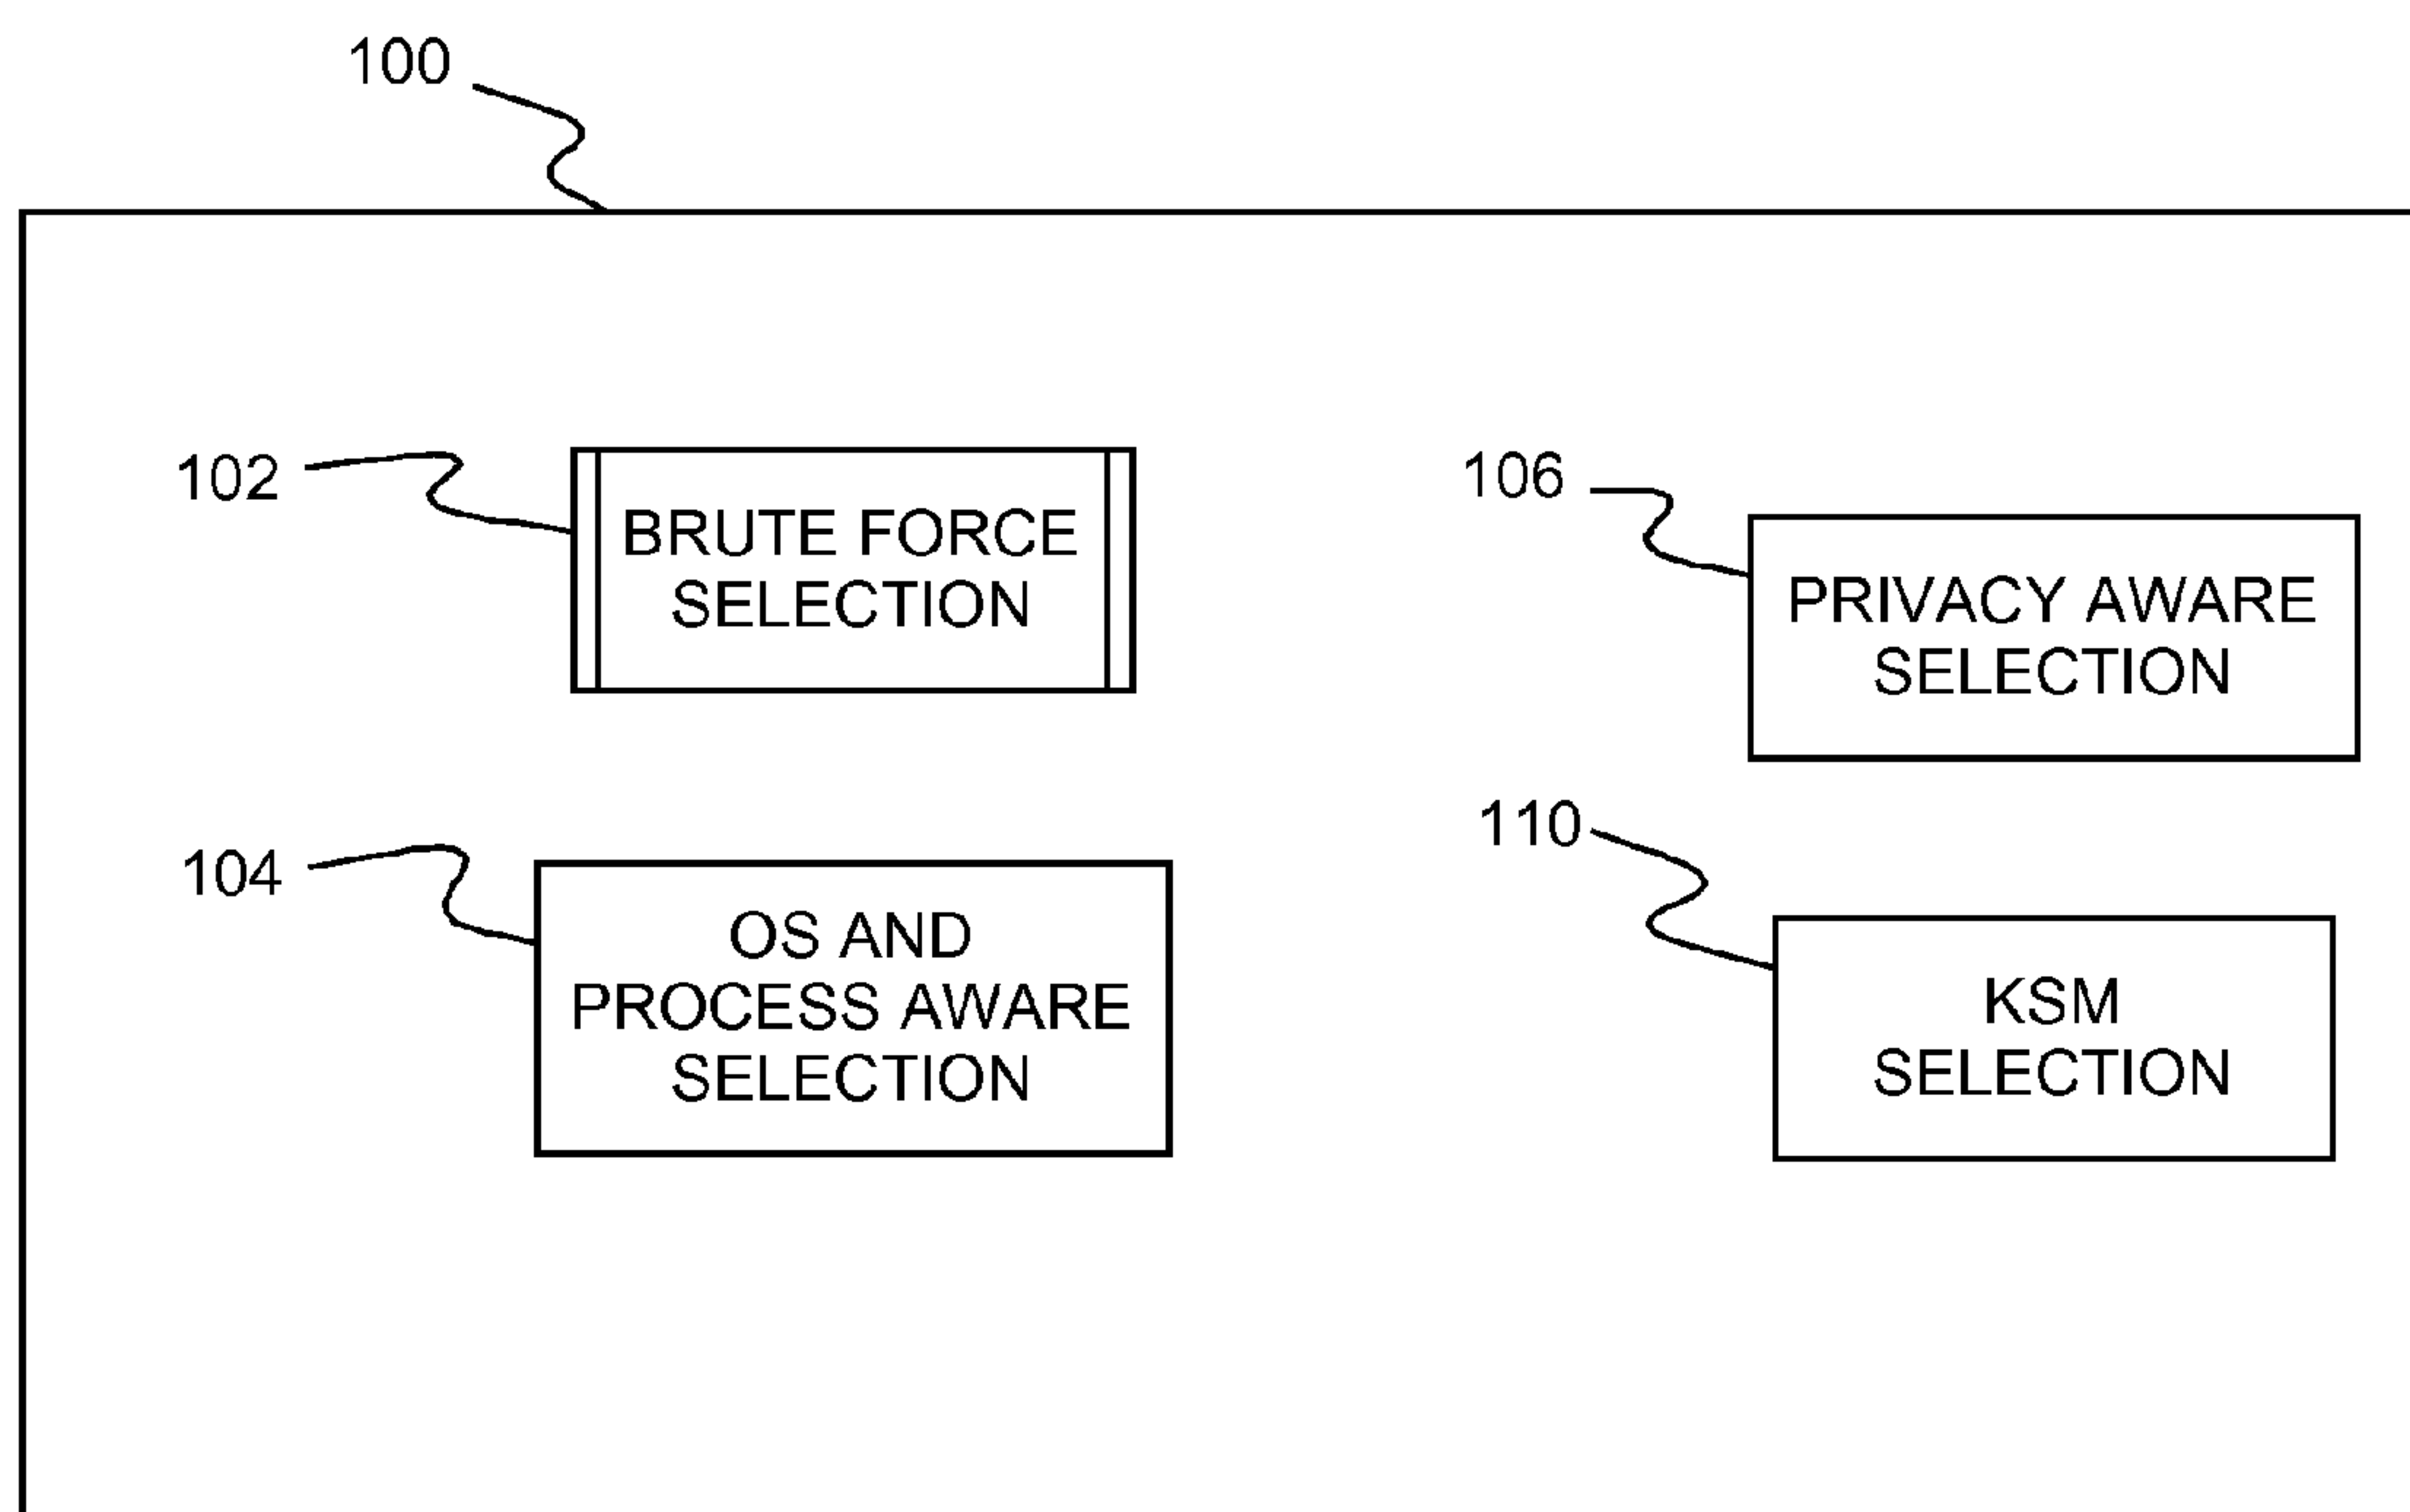 100
102
BRUTE FORCE
SELECTION
106
PRIVACY AWARE
SELECTION
104
OS AND
PROCESS AWARE
SELECTION
110
KSM
SELECTION